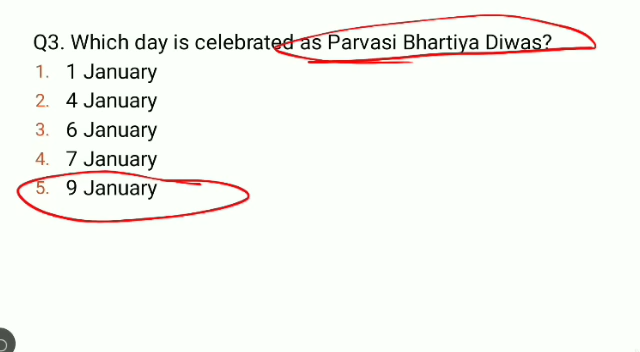 Q3. Which day is celebrated as Parvasi Bhartiya Diwas?
1. 1 January
2. 4 January
3. 6 January
4. 7 January
5. 9 January